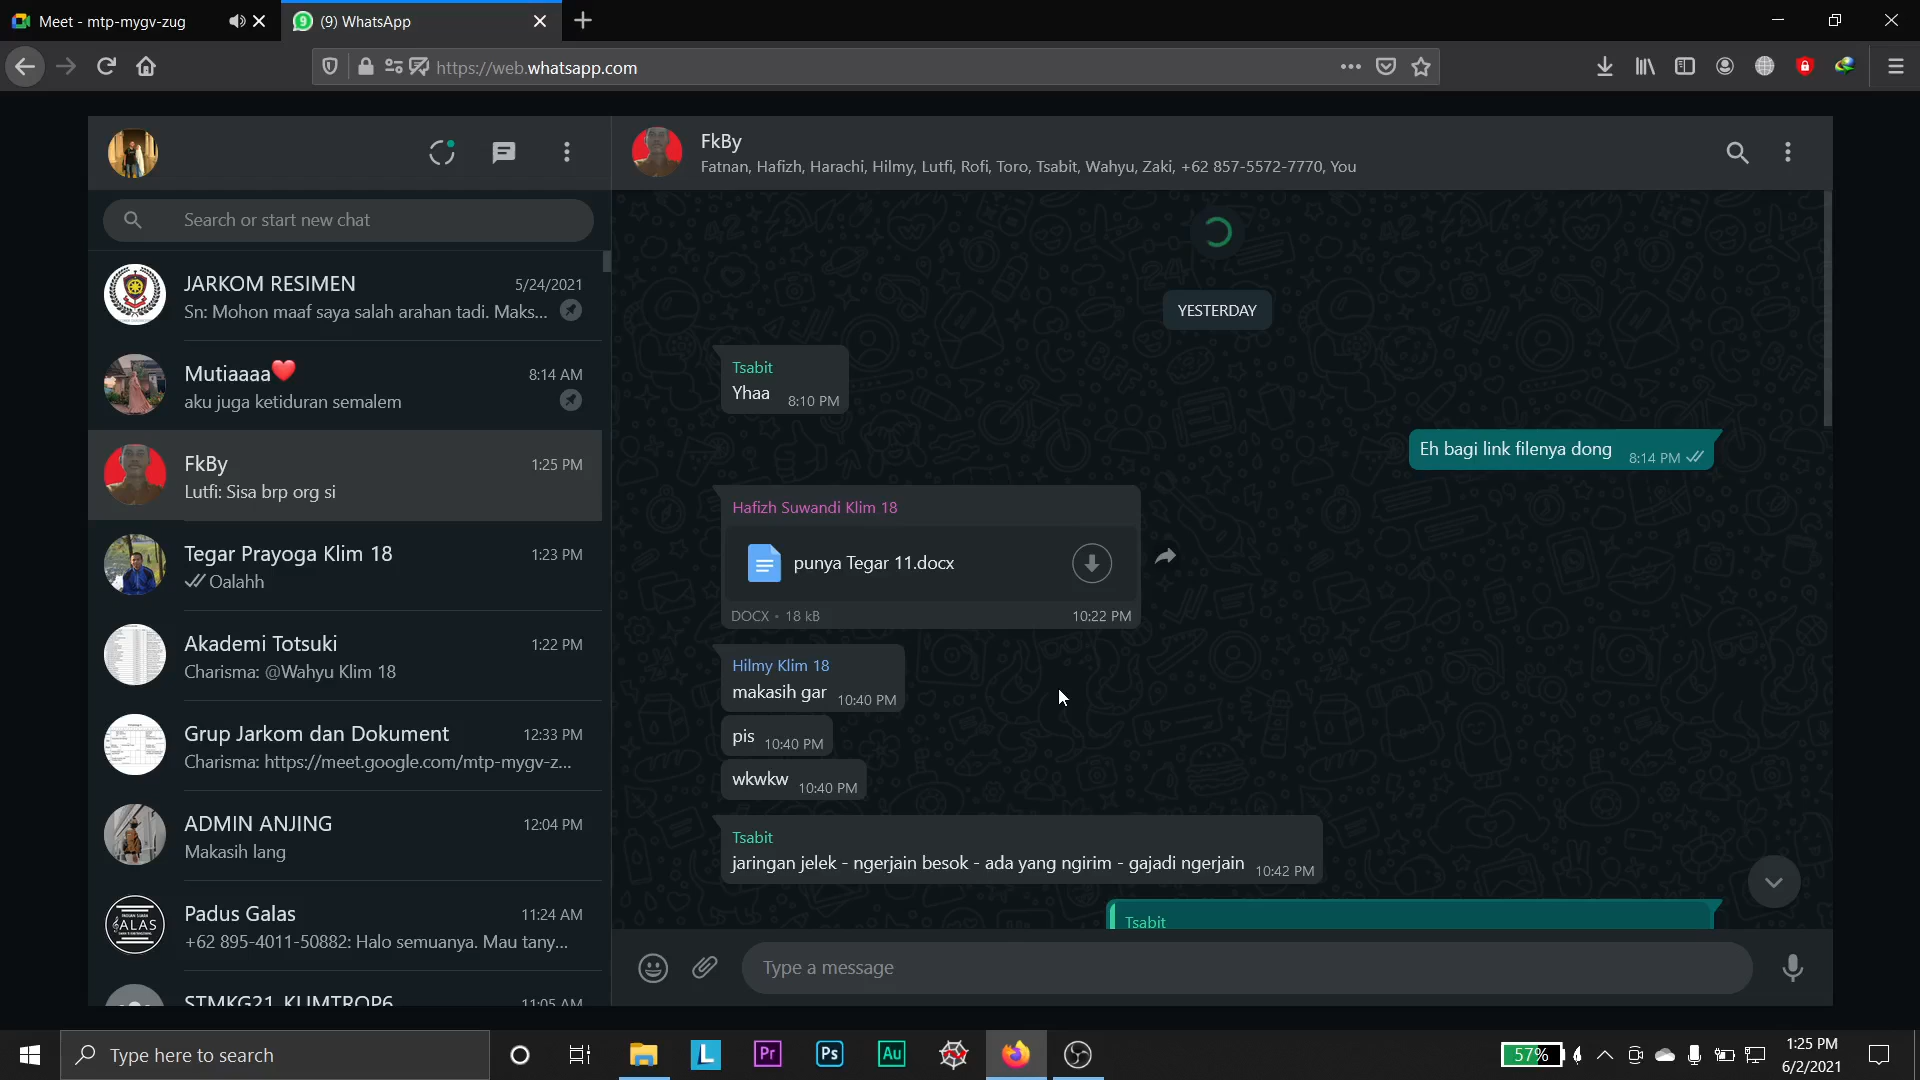 Meet - mtp-mygv-zug
9
(9) WhatsApp
https://web.whatsapp.com
FkBy
Fatnan, Hafizh, Harachi, Hilmy, Lutfi, Rofi, Toro, Tsabit, Wahyu, Zaki, +62 857-5572-7770, You
Search or start new chat
JARKOM RESIMEN
5/24/2021
Sn: Mohon maaf saya salah arahan tadi. Maks...
Mutiaaaa❤️
8:14 AM
aku juga ketiduran semalem
FkBy
1:25 PM
Lutfi: Sisa brp org si
Tegar Prayoga Klim 18
1:23 PM
Oalahh
Akademi Totsuki
1:22 PM
Charisma: @Wahyu Klim 18
Grup Jarkom dan Dokument
12:33 PM
Charisma: https://meet.google.com/mtp-mygv-z...
ADMIN ANJING
12:04 PM
Makasih lang
Padus Galas
11:24 AM
+62 895-4011-50882: Halo semuanya. Mau tany...
ALAS
STMKG21_KLIMTROP6
11:05 AM
YESTERDAY
Tsabit
Yhaa 8:10 PM
Eh bagi link filenya dong 8:14 PM
Hafizh Suwandi Klim 18
punya Tegar 11.docx
DOCX • 18 kB
10:22 PM
Hilmy Klim 18
makasih gar 10:40 PM
pis 10:40 PM
wkwkw 10:40 PM
Tsabit
jaringan jelek - ngerjain besok - ada yang ngirim - gajadi ngerjain 10:42 PM
Tsabit
Type a message
Type here to search
L
Pr
Ps
Au
57%
1:25 PM
6/2/2021